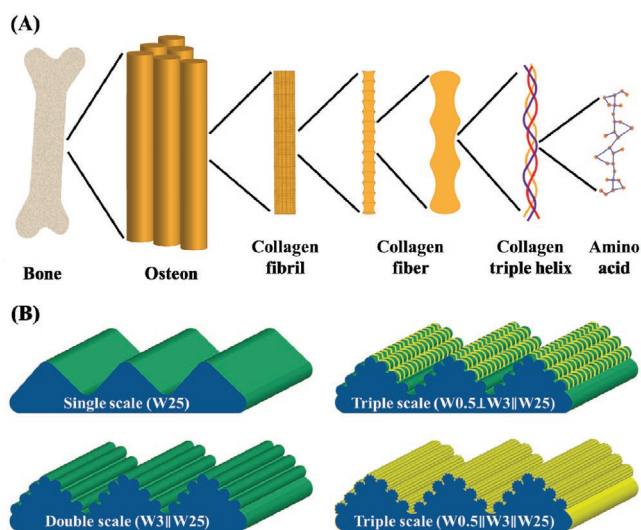 (A)
Bone
Osteon
Collagen
fibril
Collagen
fiber
Collagen
triple helix
Amino
acid
(B)
Single scale (W25)
Triple scale (W0.5⊥W3∥W25)
Double scale (W3∥W25)
Triple scale (W0.5∥W3∥W25)